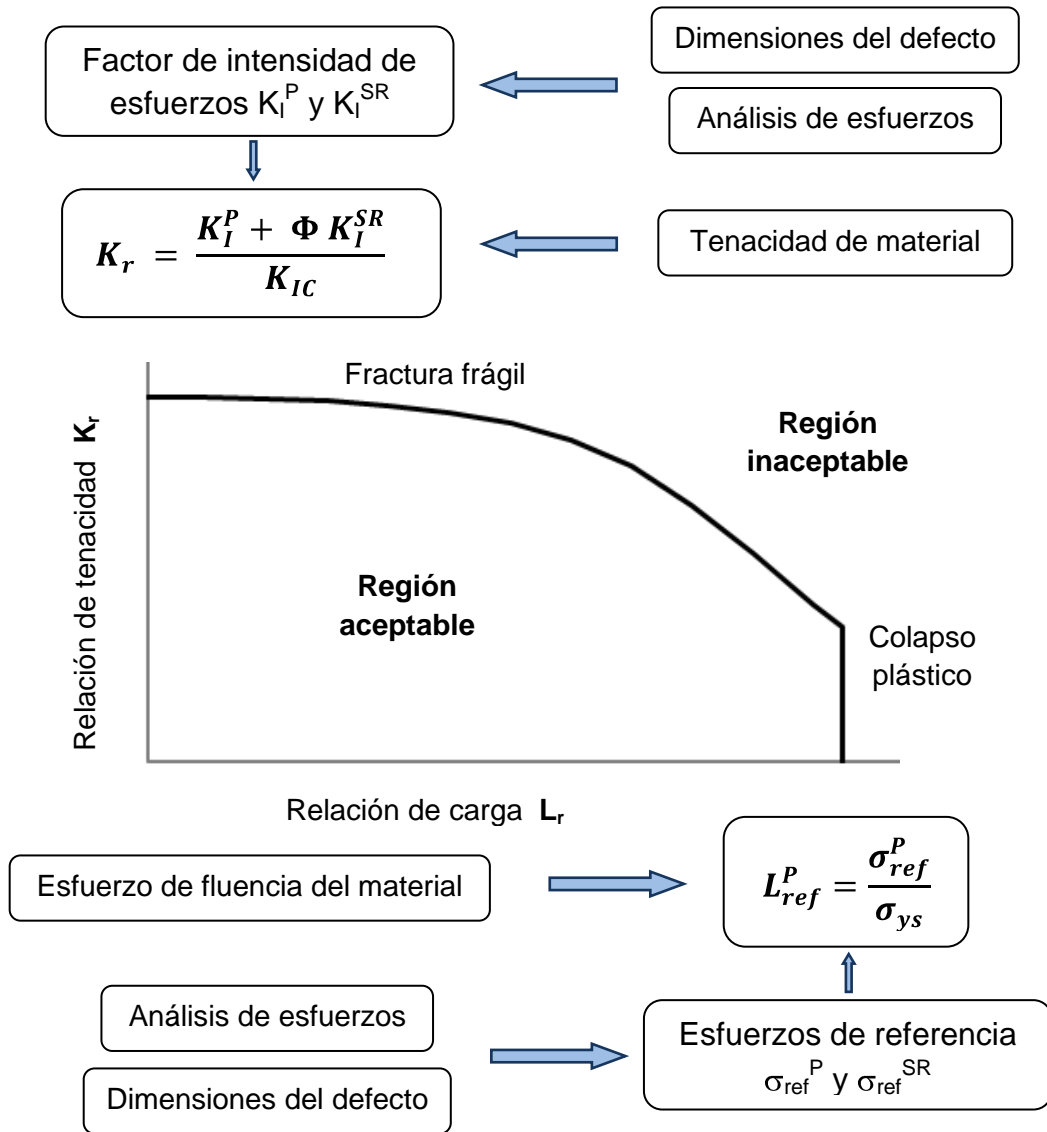 Factor de intensidad de
esfuerzos K_I^P y K_I^SR
Dimensiones del defecto
Análisis de esfuerzos
K_r = (K_I^P + Φ K_I^SR) / K_IC
Tenacidad de material
Relación de tenacidad K_r
Fractura frágil
Región
inaceptable
Región
aceptable
Colapso
plástico
Relación de carga L_r
Esfuerzo de fluencia del material
L_ref^P = σ_ref^P / σ_ys
Análisis de esfuerzos
Dimensiones del defecto
Esfuerzos de referencia
σ_ref^P y σ_ref^SR